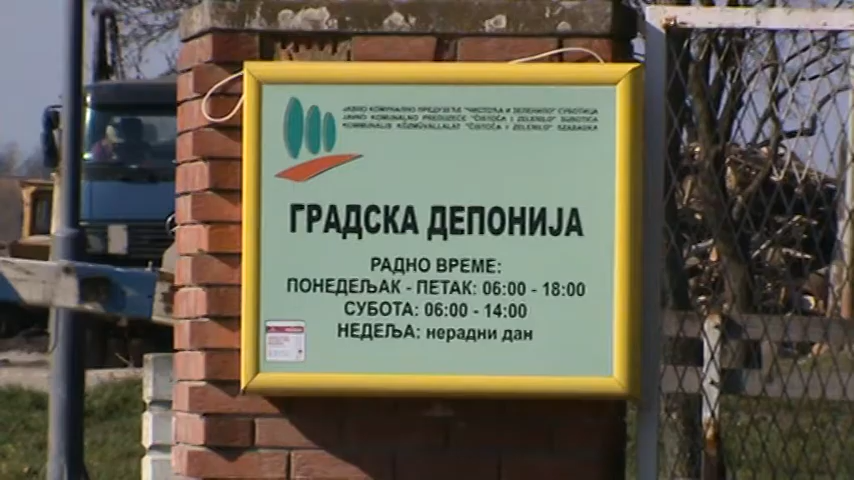 ЈАВНО КОМУНАЛНО ПРЕДУЗЕЋЕ "ЧИСТОЋА И ЗЕЛЕНИЛО" СУБОТИЦА
JAVNO KOMUNALNO PREDUZEĆE "ČISTOĆA I ZELENILO" SUBOTICA
KOMMUNÁLIS KÖZMŰVÁLLALAT "ČISTOĆA I ZELENILO" SZABADKA
ГРАДСКА ДЕПОНИЈА
РАДНО ВРЕМЕ:
ПОНЕДЕЉАК - ПЕТАК: 06:00 - 18:00
СУБОТА: 06:00 - 14:00
НЕДЕЉА: нерадни дан